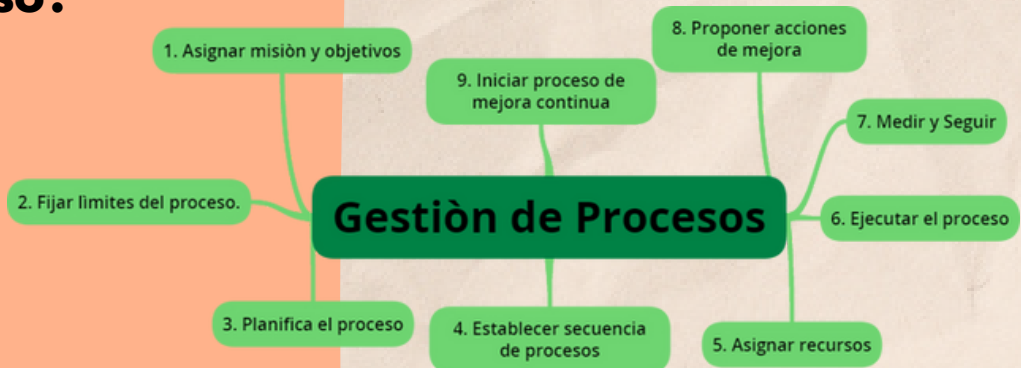 so?
1. Asignar misiòn y objetivos
2. Fijar lìmites del proceso.
3. Planifica el proceso
4. Establecer secuencia
de procesos
5. Asignar recursos
6. Ejecutar el proceso
7. Medir y Seguir
8. Proponer acciones
de mejora
9. Iniciar proceso de
mejora continua
Gestiòn de Procesos